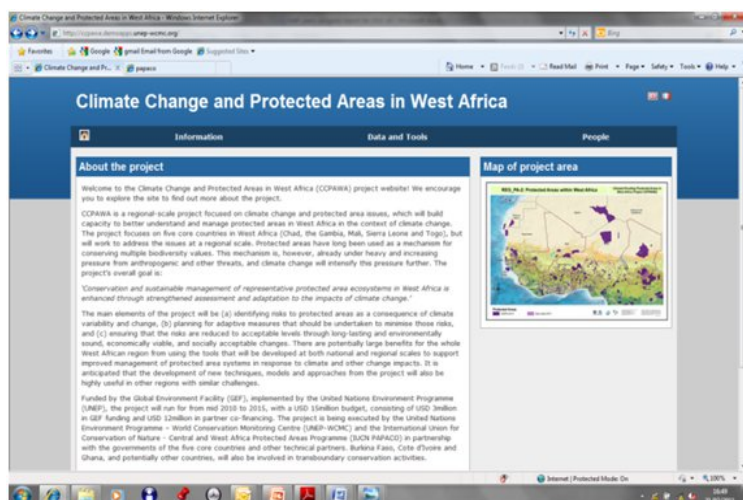 Climate Change and Protected Areas in West Africa - Windows Internet Explorer
http://ccpawa.demoapps.unep-wcmc.org/
Bing
Favorites Google gmail Email from Google Suggested Sites
Climate Change and Pr... papaco
Home Read Mail Print Page Safety Tools Help
Climate Change and Protected Areas in West Africa
Information Data and Tools People
About the project
Welcome to the Climate Change and Protected Areas in West Africa (CCPAWA) project website! We encourage
you to explore the site to find out more about the project.
CCPAWA is a regional-scale project focused on climate change and protected area issues, which will build
capacity to better understand and manage protected areas in West Africa in the context of climate change.
The project focuses on five core countries in West Africa (Chad, the Gambia, Mali, Sierra Leone and Togo), but
will work to address the issues at a regional scale. Protected areas have long been used as a mechanism for
conserving multiple biodiversity values. This mechanism is, however, already under heavy and increasing
pressure from anthropogenic and other threats, and climate change will intensify this pressure further. The
project's overall goal is:
'Conservation and sustainable management of representative protected area ecosystems in West Africa is
enhanced through strengthened assessment and adaptation to the impacts of climate change.'
The main elements of the project will be (a) identifying risks to protected areas as a consequence of climate
variability and change, (b) planning for adaptive measures that should be undertaken to minimise those risks,
and (c) ensuring that the risks are reduced to acceptable levels through long-lasting and environmentally
sound, economically viable, and socially acceptable changes. There are potentially large benefits for the whole
West African region from using the tools that will be developed at both national and regional scales to support
improved management of protected area systems in response to climate and other change impacts. It is
anticipated that the development of new techniques, models and approaches from the project will also be
highly useful in other regions with similar challenges.
Funded by the Global Environment Facility (GEF), implemented by the United Nations Environment Programme
(UNEP), the project will run for from mid 2010 to 2015, with a USD 15million budget, consisting of USD 3million
in GEF funding and USD 12million in partner co-financing. The project is being executed by the United Nations
Environment Programme – World Conservation Monitoring Centre (UNEP-WCMC) and the International Union for
Conservation of Nature - Central and West Africa Protected Areas Programme (IUCN PAPACO) in partnership
with the governments of the five core countries and other technical partners. Burkina Faso, Cote d'Ivoire and
Ghana, and potentially other countries, will also be involved in transboundary conservation activities.
Map of project area
Protected Areas within West Africa
Internet | Protected Mode: On 100%
16:49